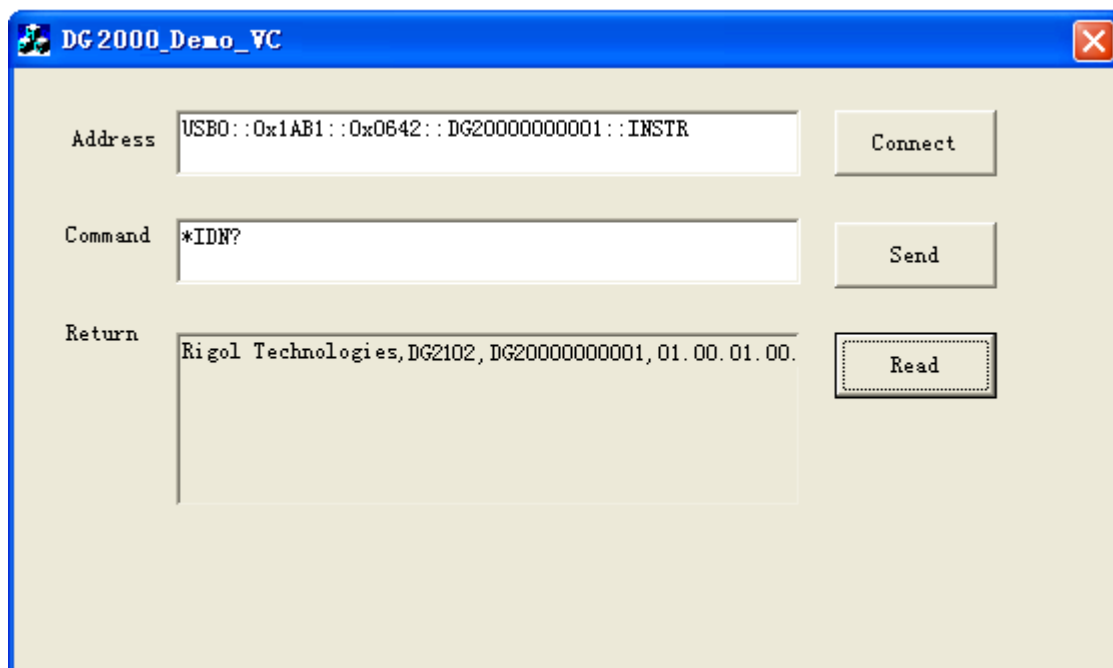 DG2000_Demo_VC
Address
USB0::0x1AB1::0x0642::DG20000000001::INSTR
Connect
Command
*IDN?
Send
Return
Rigol Technologies,DG2102,DG20000000001,01.00.01.00.
Read